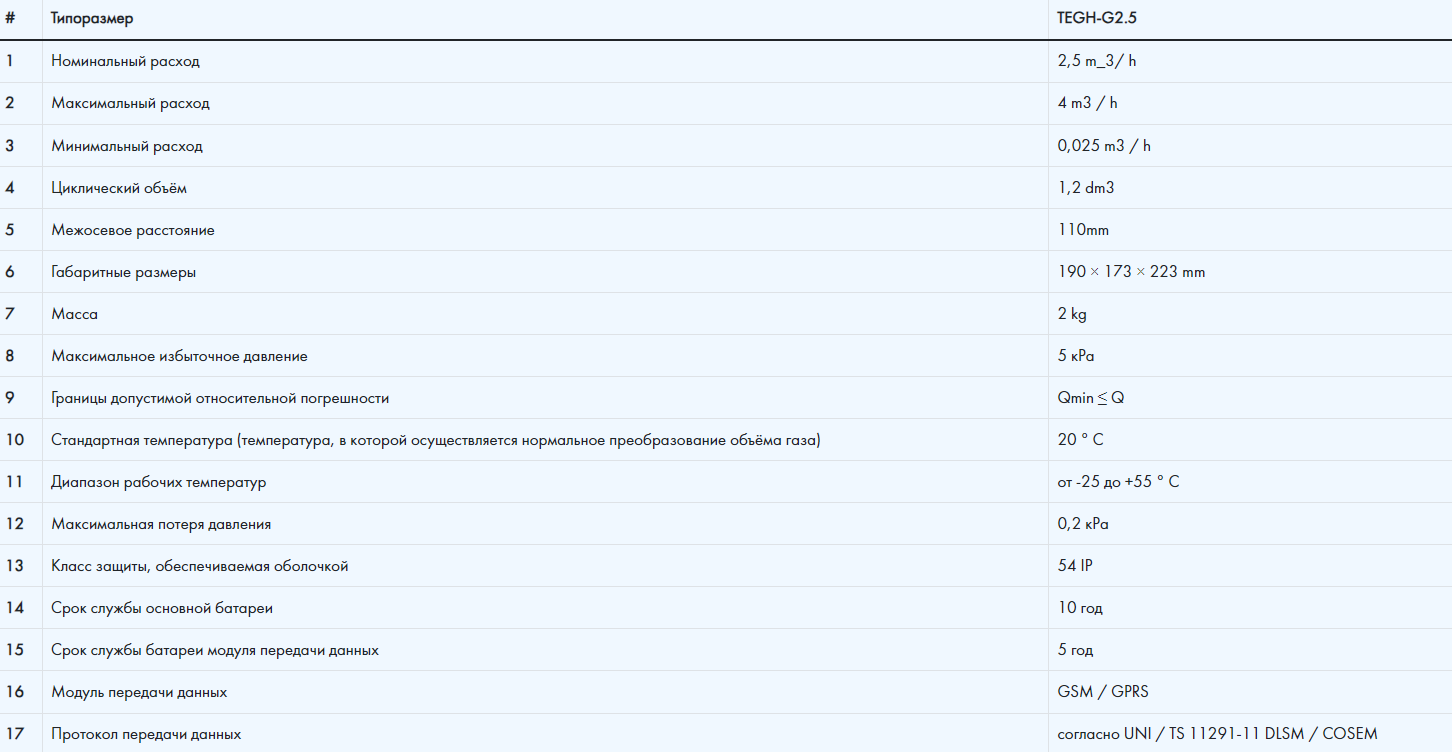 # Типоразмер TEGH-G2.5
1 Номинальный расход 2,5 m_3/ h
2 Максимальный расход 4 m3 / h
3 Минимальный расход 0,025 m3 / h
4 Циклический объём 1,2 dm3
5 Межосевое расстояние 110mm
6 Габаритные размеры 190 × 173 × 223 mm
7 Масса 2 kg
8 Максимальное избыточное давление 5 кРа
9 Границы допустимой относительной погрешности Qmin ≤ Q
10 Стандартная температура (температура, в которой осуществляется нормальное преобразование объёма газа) 20 ° C
11 Диапазон рабочих температур от -25 до +55 ° C
12 Максимальная потеря давления 0,2 кРа
13 Класс защиты, обеспечиваемая оболочкой 54 IP
14 Срок службы основной батареи 10 год
15 Срок службы батареи модуля передачи данных 5 год
16 Модуль передачи данных GSM / GPRS
17 Протокол передачи данных согласно UNI / TS 11291-11 DLSM / COSEM